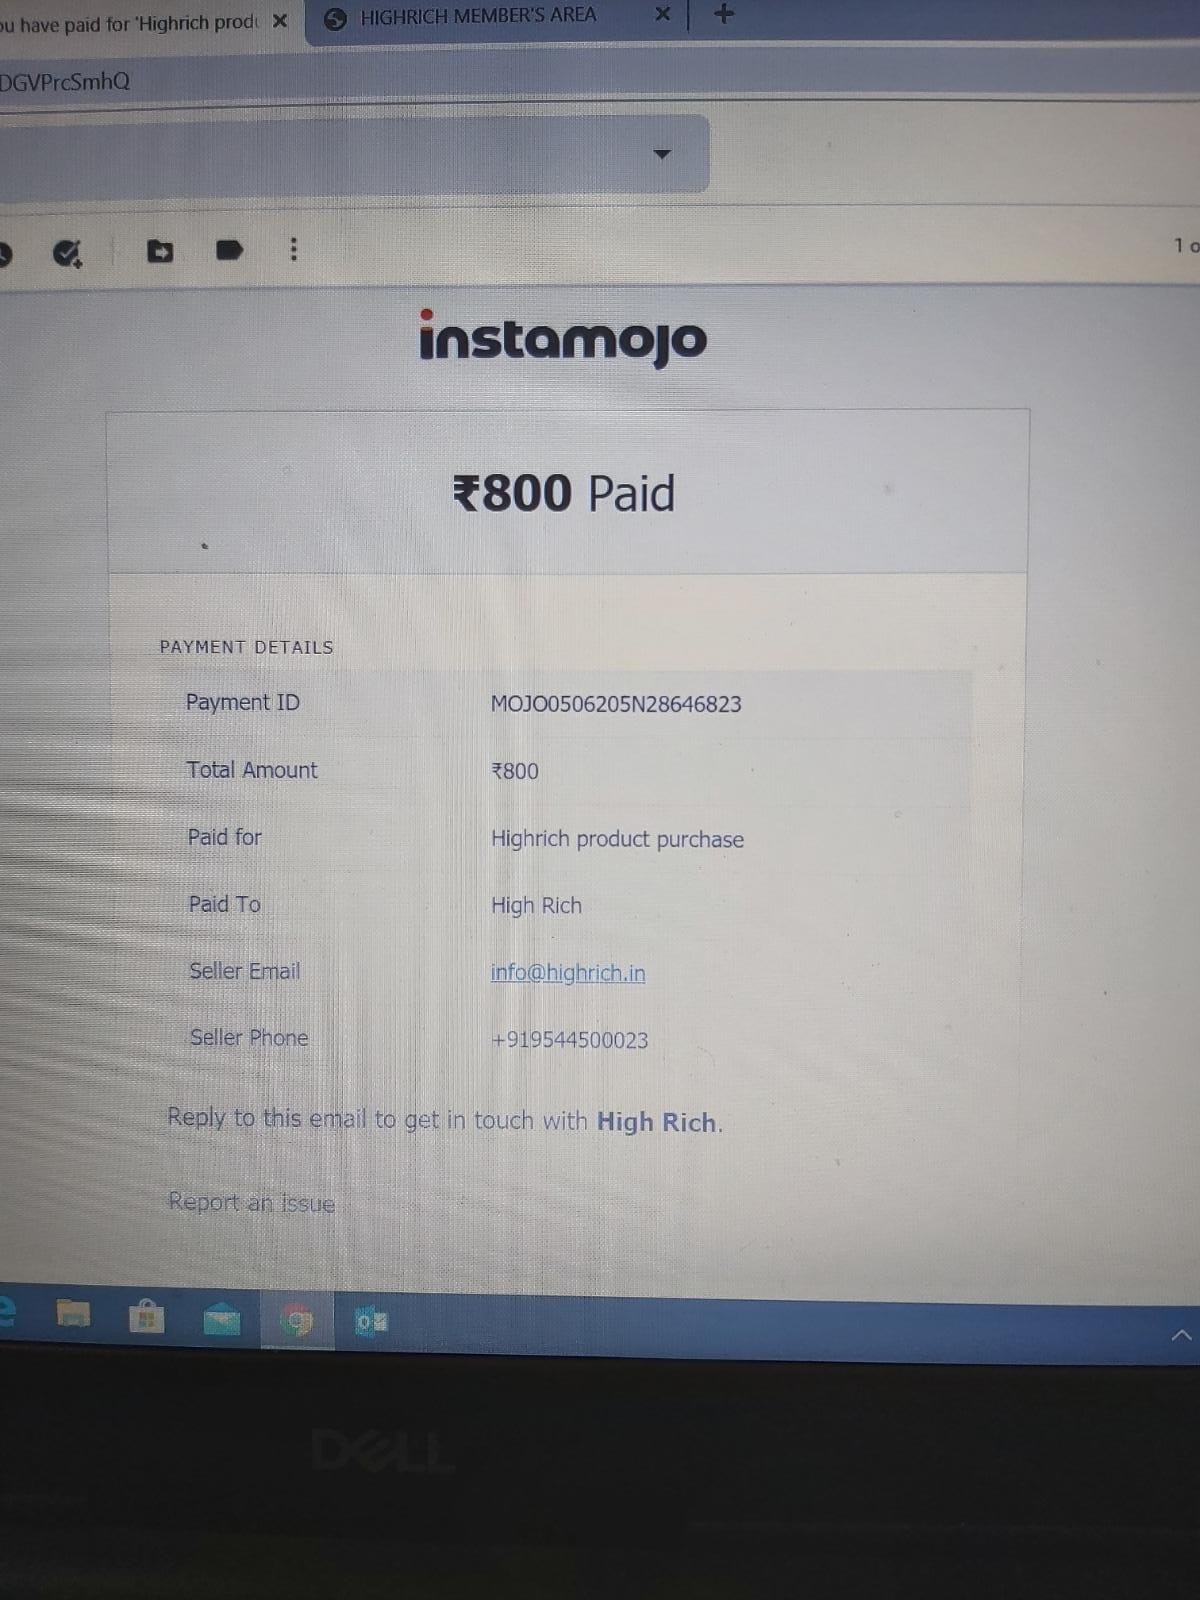 ou have paid for 'Highrich prod
HIGHRICH MEMBER'S AREA
DGVPrcSmhQ
1 o
instamojo
₹800 Paid
PAYMENT DETAILS
Payment ID MOJO0506205N28646823
Total Amount ₹800
Paid for Highrich product purchase
Paid To High Rich
Seller Email info@highrich.in
Seller Phone +919544500023
Reply to this email to get in touch with High Rich.
Report an issue
DELL